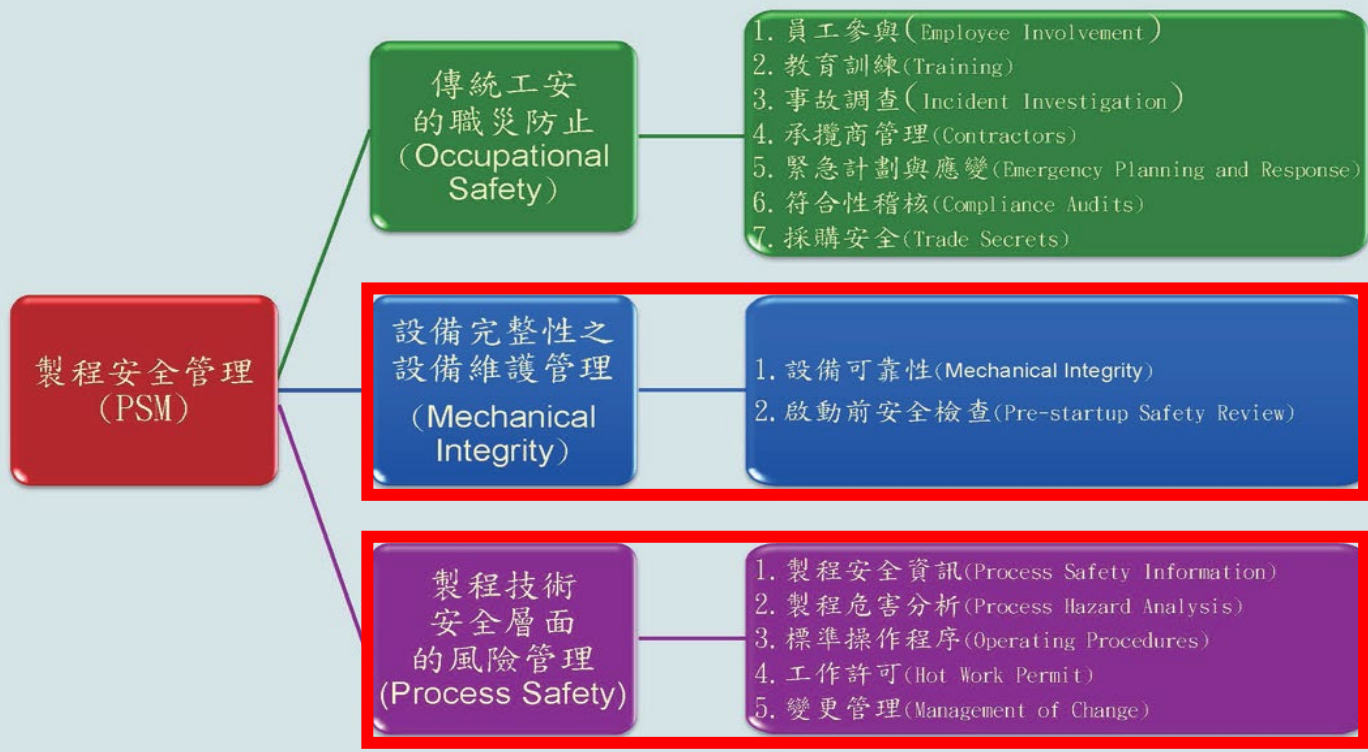 製程安全管理
(PSM)
傳統工安
的職災防止
(Occupational
Safety)
1. 員工參與(Employee Involvement)
2. 教育訓練(Training)
3. 事故調查(Incident Investigation)
4. 承攬商管理(Contractors)
5. 緊急計劃與應變(Emergency Planning and Response)
6. 符合性稽核(Compliance Audits)
7. 採購安全(Trade Secrets)
設備完整性之
設備維護管理
(Mechanical
Integrity)
1. 設備可靠性(Mechanical Integrity)
2. 啟動前安全檢查(Pre-startup Safety Review)
製程技術
安全層面
的風險管理
(Process Safety)
1. 製程安全資訊(Process Safety Information)
2. 製程危害分析(Process Hazard Analysis)
3. 標準操作程序(Operating Procedures)
4. 工作許可(Hot Work Permit)
5. 變更管理(Management of Change)